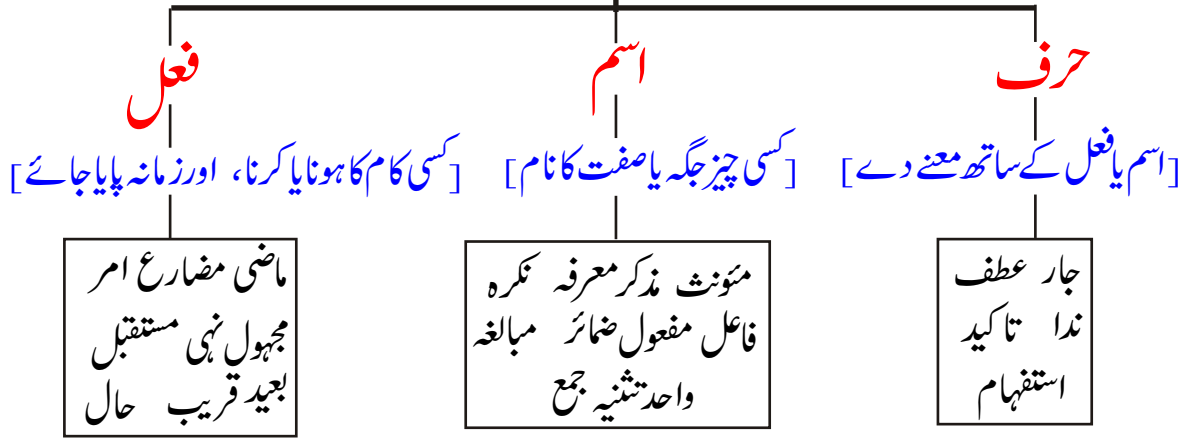 حرف
[اسم یا فعل کے ساتھ معنے دے]
جار عطف
ندا تاکید
استفہام
اسم
[کسی چیز جگہ یا صفت کا نام]
مئونث مذکر معرفہ نکرہ
فاعل مفعول ضمائر مبالغہ
واحد تثنیہ جمع
فعل
[کسی کام کا ہونا یا کرنا، اور زمانہ پایا جائے]
ماضی مضارع امر
مجہول نہی مستقبل
بعید قریب حال